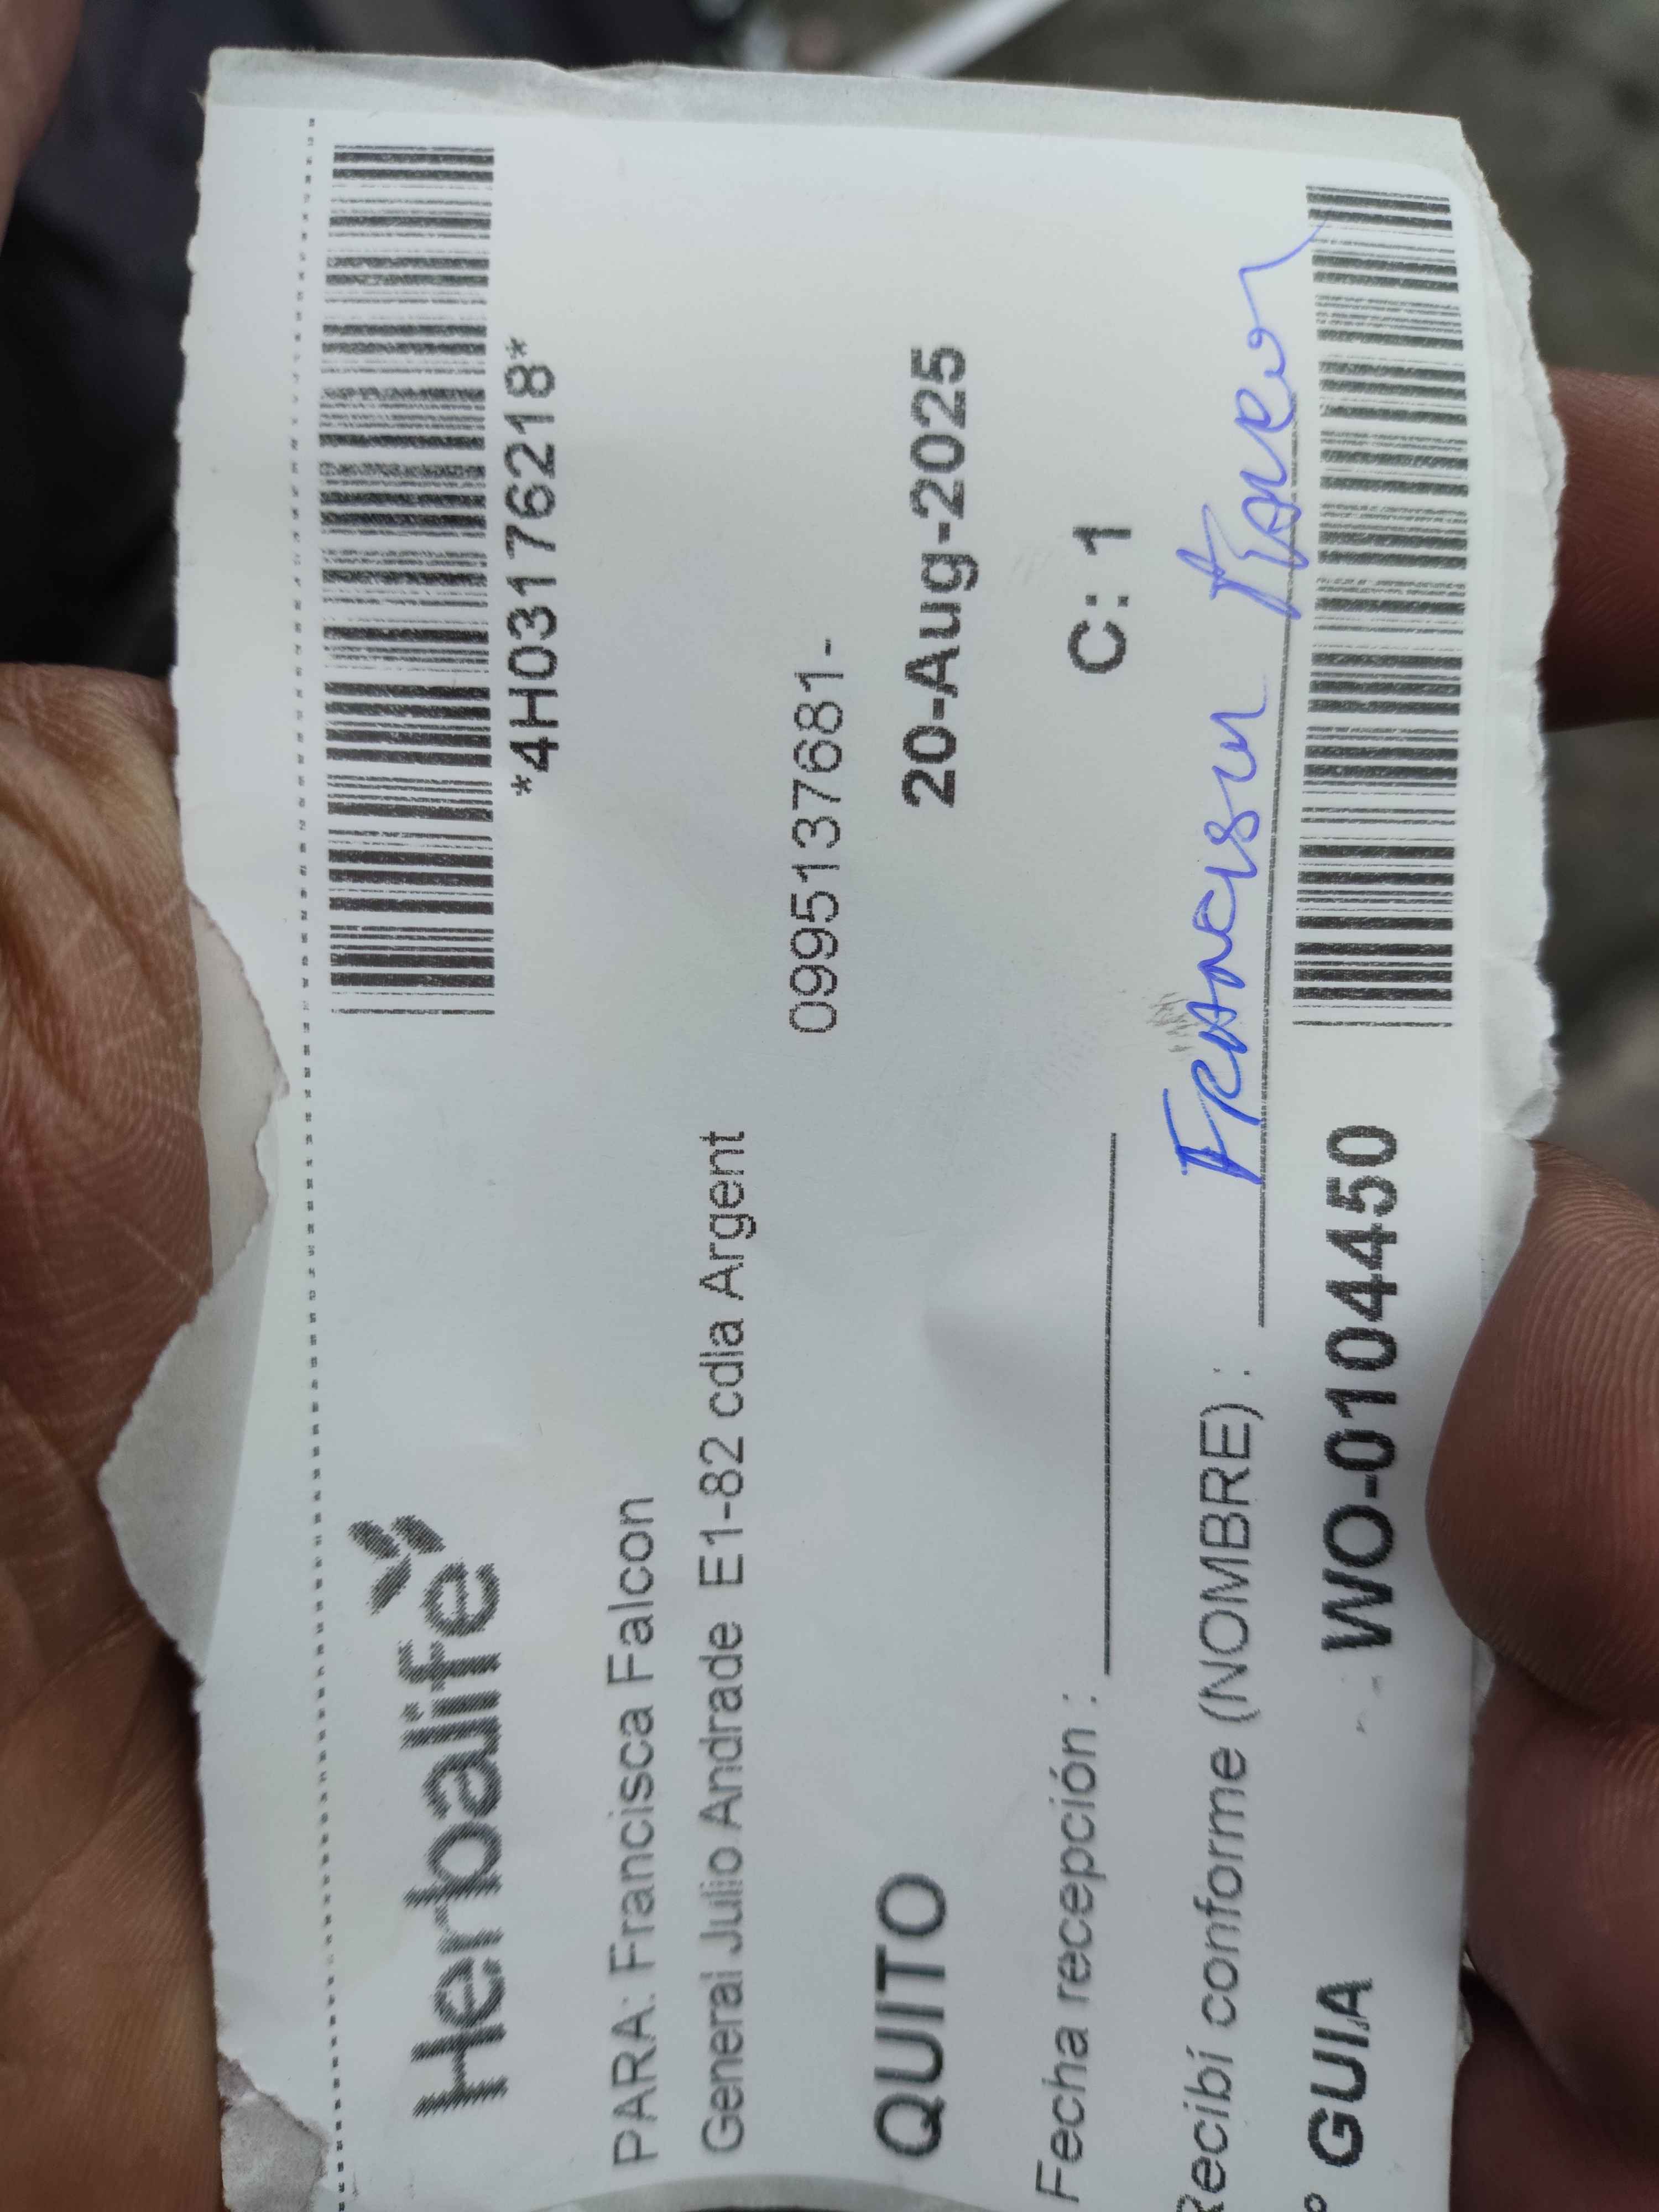 Herbalife
*4H03176218*
PARA: Francisca Falcon
General Julio Andrade E1-82 cdla Argent
0995137681-
QUITO 20-Aug-2025
Fecha recepción : C: 1
Recibí conforme (NOMBRE) :
° GUIA WO-0104450